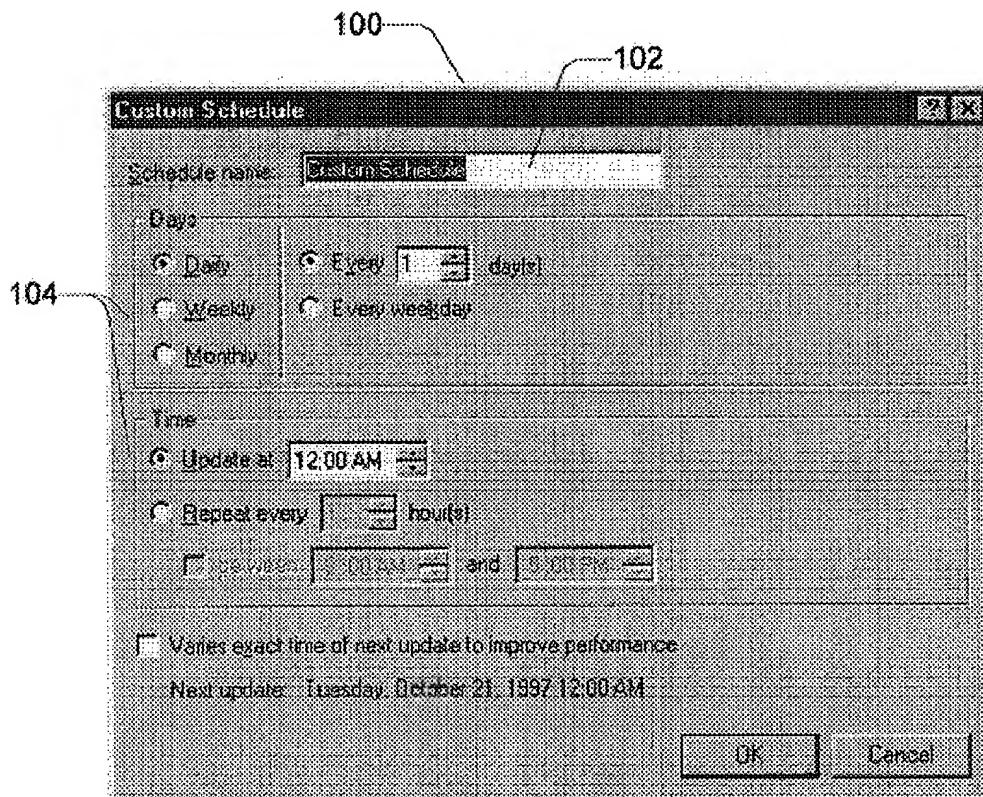 100
102
Custom Schedule
Schedule name: Custom Schedule
Days
Daily Every 1 day(s)
104
Weekly Every weekday
Monthly
Time
Update at 12:00 AM
Repeat every hour(s)
and
Varies exact time of next update to improve performance
Next update: Tuesday, October 21, 1997 12:00 AM
OK Cancel